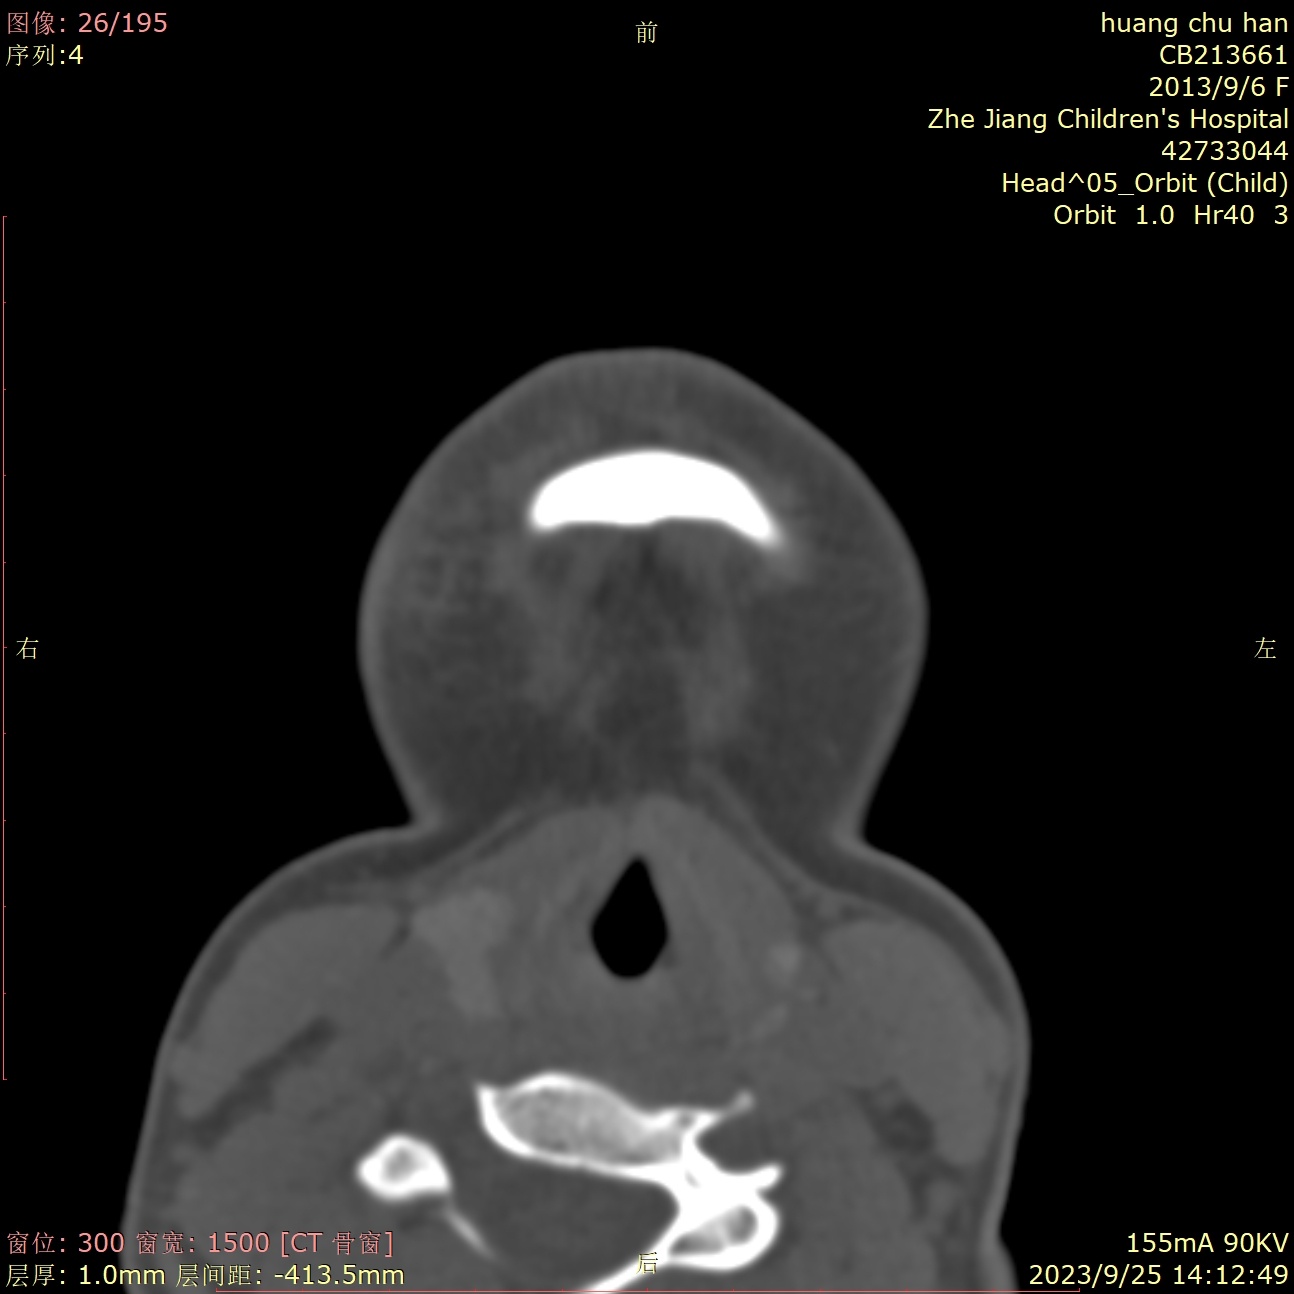 图像: 26/195
序列:4
前
huang chu han
CB213661
2013/9/6 F
Zhe Jiang Children's Hospital
42733044
Head^05_Orbit (Child)
Orbit 1.0 Hr40 3
右
左
窗位: 300 窗宽: 1500 [CT 骨窗]
层厚: 1.0mm 层间距: -413.5mm
后
155mA 90KV
2023/9/25 14:12:49